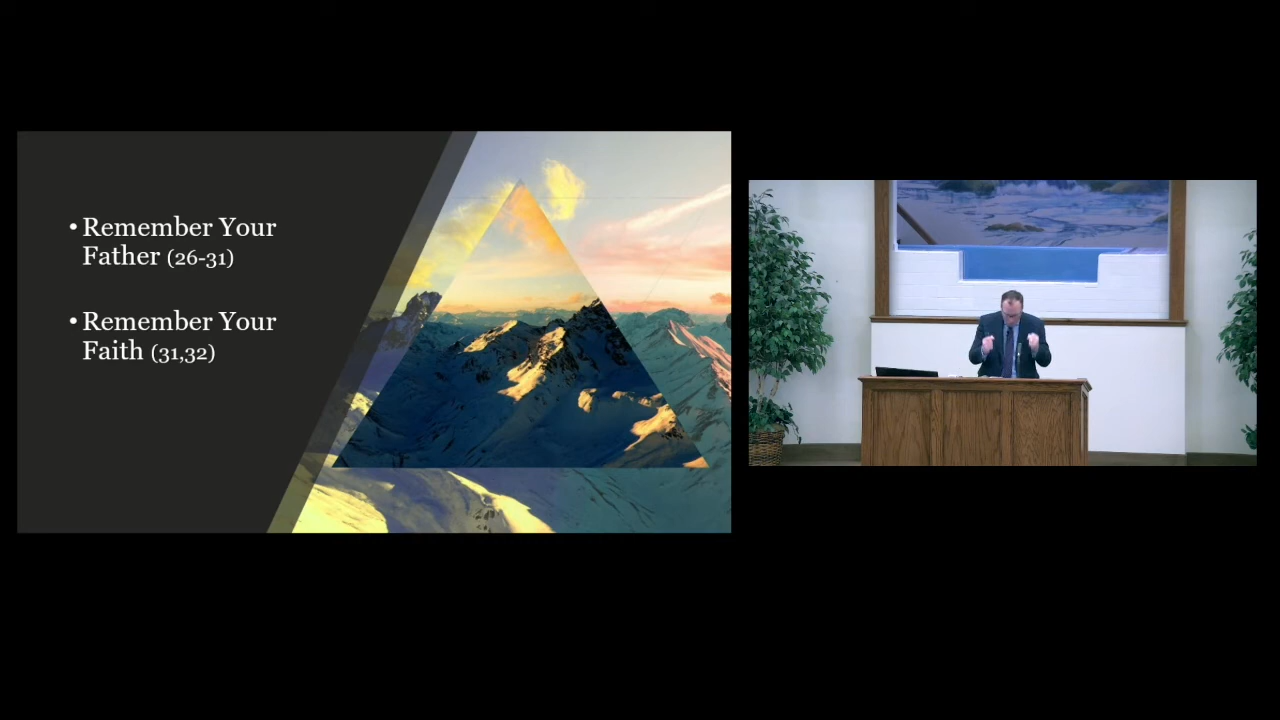 • Remember Your
Father (26-31)
• Remember Your
Faith (31,32)